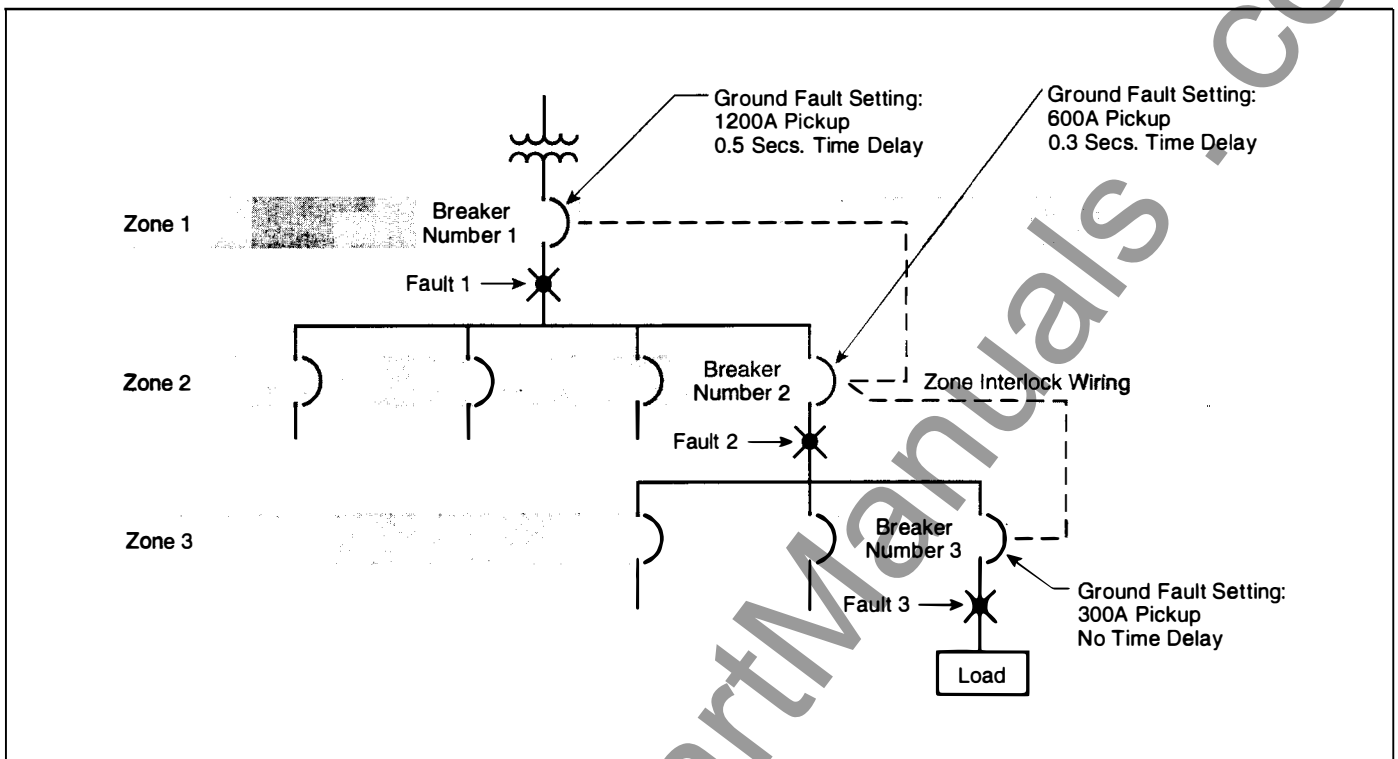 Ground Fault Setting:
1200A Pickup
0.5 Secs. Time Delay
Ground Fault Setting:
600A Pickup
0.3 Secs. Time Delay
Zone 1
Breaker
Number 1
Fault 1
Zone 2
Breaker
Number 2
Zone Interlock Wiring
Fault 2
Zone 3
Breaker
Number 3
Fault 3
Ground Fault Setting:
300A Pickup
No Time Delay
Load
artManuals . co